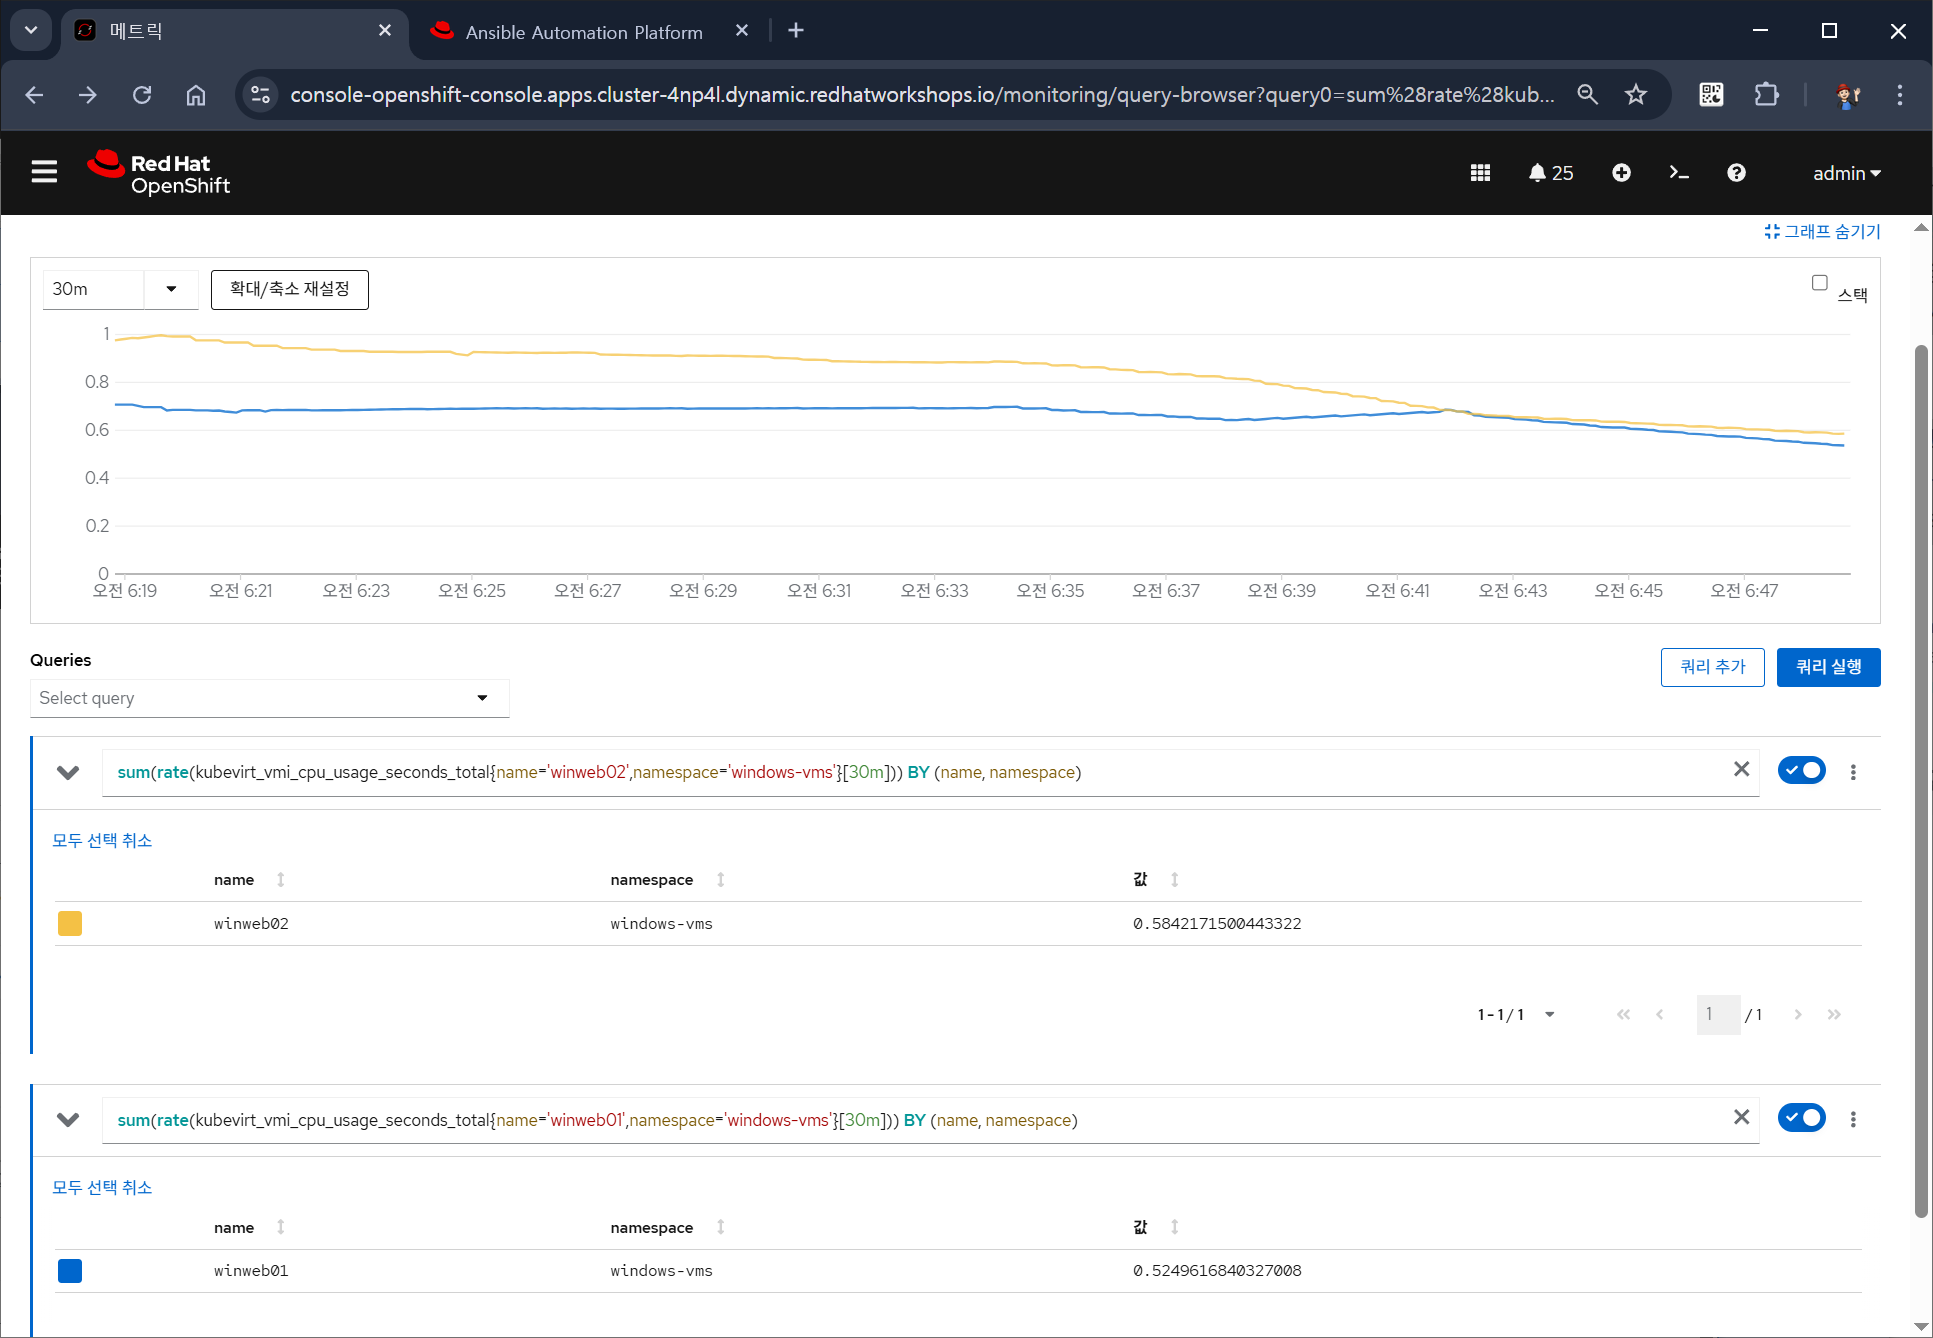 메트릭
Ansible Automation Platform
console-openshift-console.apps.cluster-4np4l.dynamic.redhatworkshops.io/monitoring/query-browser?query0=sum%28rate%28kub...
Red Hat
OpenShift
25
admin
그래프 숨기기
30m
확대/축소 재설정
스택
1
0.8
0.6
0.4
0.2
0
오전 6:19 오전 6:21 오전 6:23 오전 6:25 오전 6:27 오전 6:29 오전 6:31 오전 6:33 오전 6:35 오전 6:37 오전 6:39 오전 6:41 오전 6:43 오전 6:45 오전 6:47
Queries
쿼리 추가
쿼리 실행
Select query
sum(rate(kubevirt_vmi_cpu_usage_seconds_total{name='winweb02',namespace='windows-vms'}[30m])) BY (name, namespace)
모두 선택 취소
name namespace 값
winweb02 windows-vms 0.5842171500443322
1 - 1 / 1
1 / 1
sum(rate(kubevirt_vmi_cpu_usage_seconds_total{name='winweb01',namespace='windows-vms'}[30m])) BY (name, namespace)
모두 선택 취소
name namespace 값
winweb01 windows-vms 0.5249616840327008